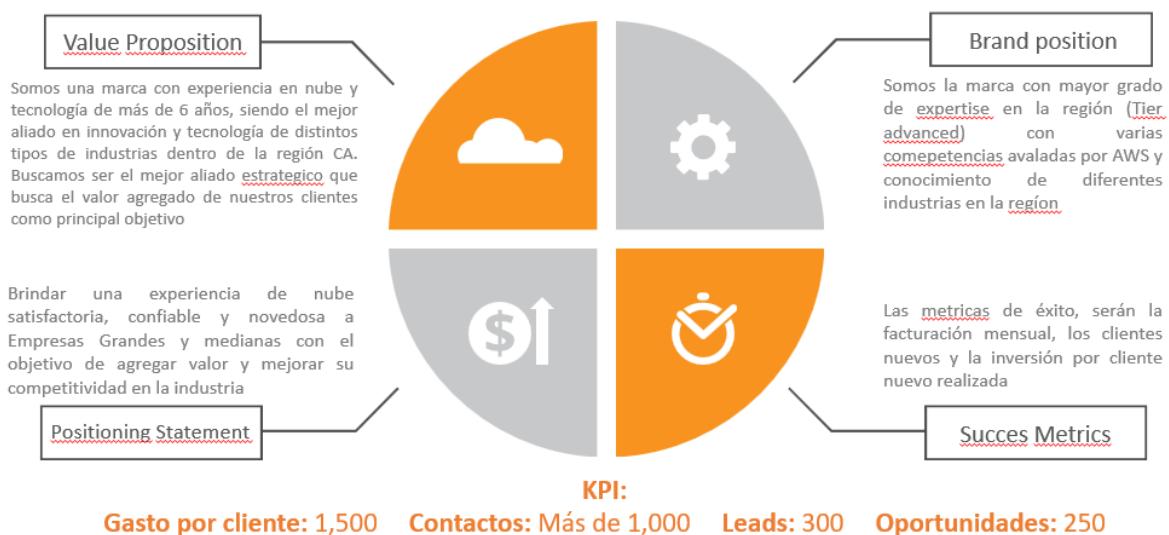 Value Proposition
Somos una marca con experiencia en nube y
tecnología de más de 6 años, siendo el mejor
aliado en innovación y tecnología de distintos
tipos de industrias dentro de la región CA.
Buscamos ser el mejor aliado estrategico que
busca el valor agregado de nuestros clientes
como principal objetivo
Brand position
Somos la marca con mayor grado
de expertise en la región (Tier
advanced) con varias
comepetencias avaladas por AWS y
conocimiento de diferentes
industrias en la regíon
Brindar una experiencia de nube
satisfactoria, confiable y novedosa a
Empresas Grandes y medianas con el
objetivo de agregar valor y mejorar su
competitividad en la industria
Positioning Statement
$
Las metricas de éxito, serán la
facturación mensual, los clientes
nuevos y la inversión por cliente
nuevo realizada
Succes Metrics
KPI:
Gasto por cliente: 1,500 Contactos: Más de 1,000 Leads: 300 Oportunidades: 250